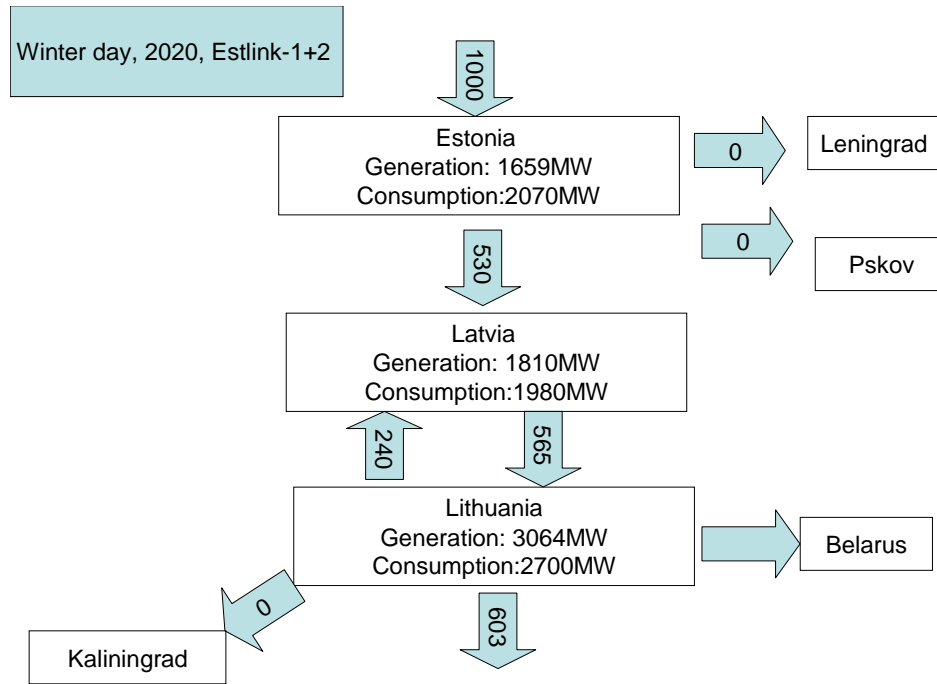 Winter day, 2020, Estlink-1+2
1000
Estonia
Generation: 1659MW
Consumption:2070MW
0
Leningrad
0
Pskov
530
Latvia
Generation: 1810MW
Consumption:1980MW
240
565
Lithuania
Generation: 3064MW
Consumption:2700MW
Belarus
0
603
Kaliningrad